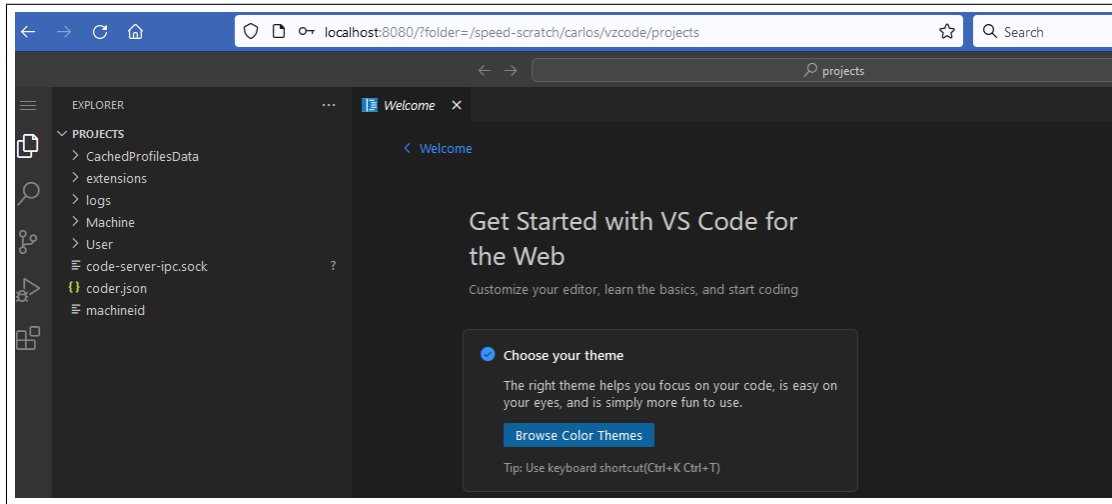 localhost:8080/?folder=/speed-scratch/carlos/vzcode/projects
Search
projects
EXPLORER
Welcome
PROJECTS
CachedProfilesData
extensions
logs
Machine
User
code-server-ipc.sock ?
{} coder.json
machineid
< Welcome
Get Started with VS Code for
the Web
Customize your editor, learn the basics, and start coding
Choose your theme
The right theme helps you focus on your code, is easy on
your eyes, and is simply more fun to use.
Browse Color Themes
Tip: Use keyboard shortcut(Ctrl+K Ctrl+T)